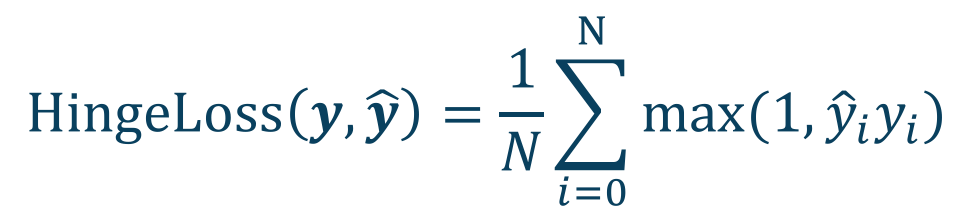 HingeLoss(y, ŷ) = 1/N ∑_{i=0}^{N} max(1, ŷᵢyᵢ)